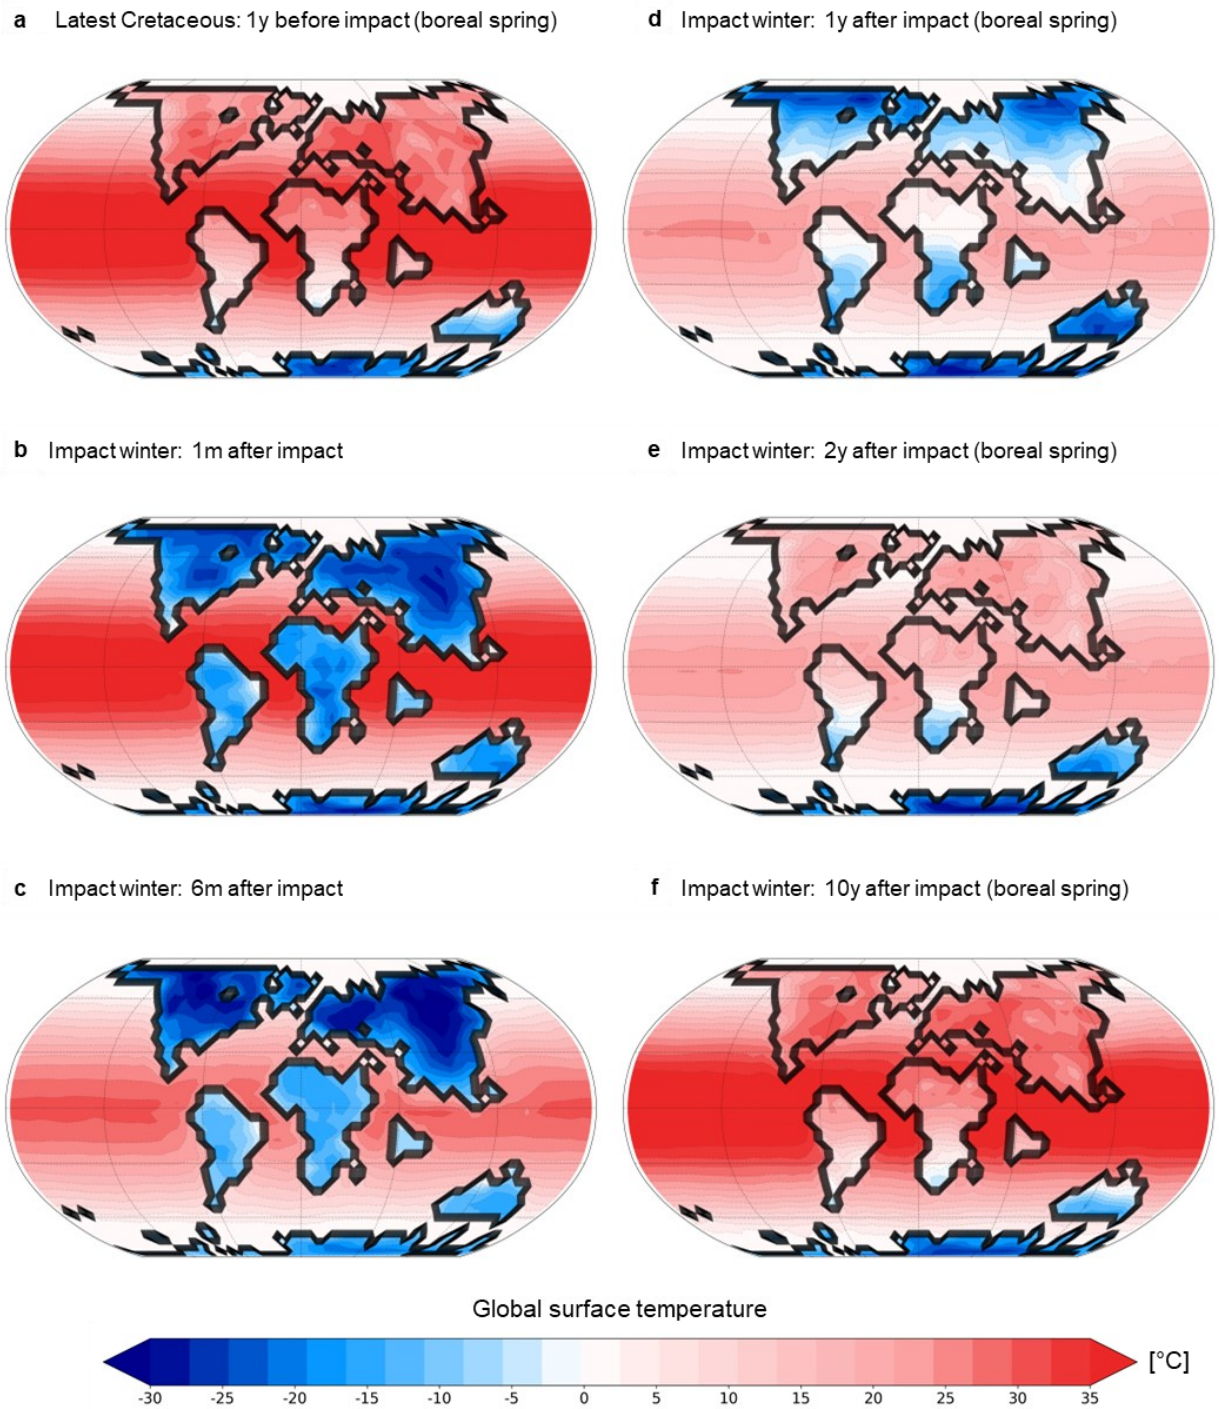 a Latest Cretaceous: 1y before impact (boreal spring)
d Impact winter: 1y after impact (boreal spring)
b Impact winter: 1m after impact
e Impact winter: 2y after impact (boreal spring)
c Impact winter: 6m after impact
f Impact winter: 10y after impact (boreal spring)
Global surface temperature
[°C]
-30 -25 -20 -15 -10 -5 0 5 10 15 20 25 30 35